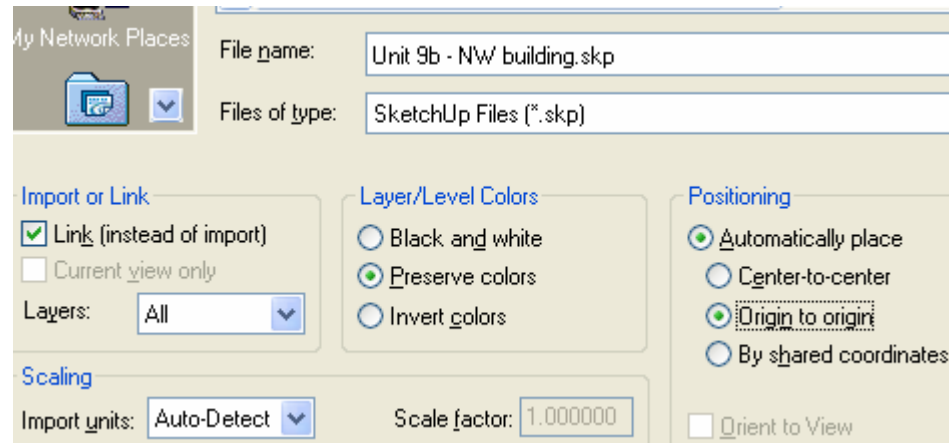 My Network Places
File name:
Unit 9b - NW building.skp
Files of type:
SketchUp Files (*.skp)
Import or Link
Link (instead of import)
Current view only
Layers:
All
Layer/Level Colors
Black and white
Preserve colors
Invert colors
Positioning
Automatically place
Center-to-center
Origin to origin
By shared coordinates
Orient to View
Scaling
Import units:
Auto-Detect
Scale factor:
1.000000